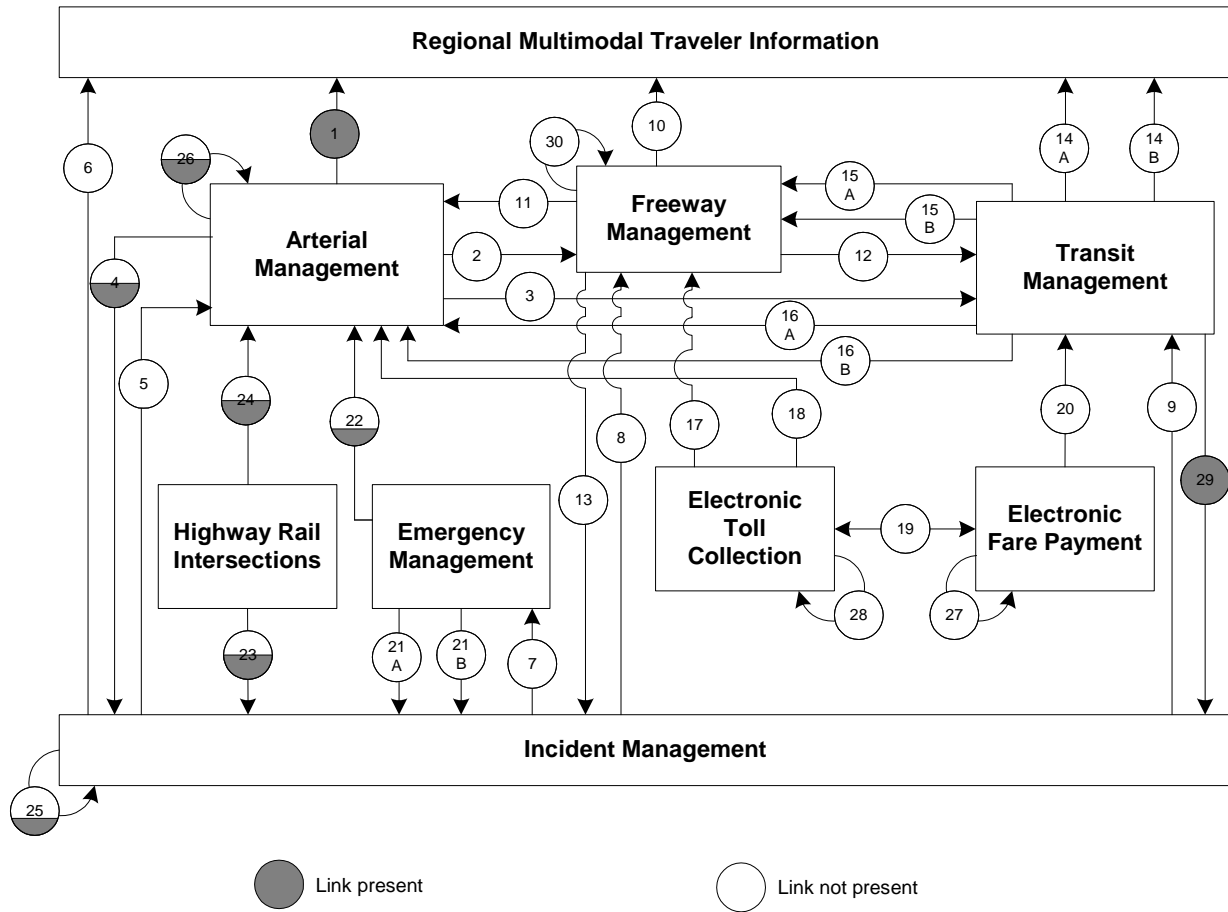 Regional Multimodal Traveler Information
1
10
14
A
14
B
6
26
30
15
A
11
15
B
Freeway
Management
Arterial
Management
2
12
Transit
Management
4
3
16
A
16
B
5
24
22
17
18
20
9
8
13
Highway Rail
Intersections
Emergency
Management
Electronic
Toll
Collection
19
Electronic
Fare Payment
29
28
27
23
21
A
21
B
7
Incident Management
25
Link present
Link not present